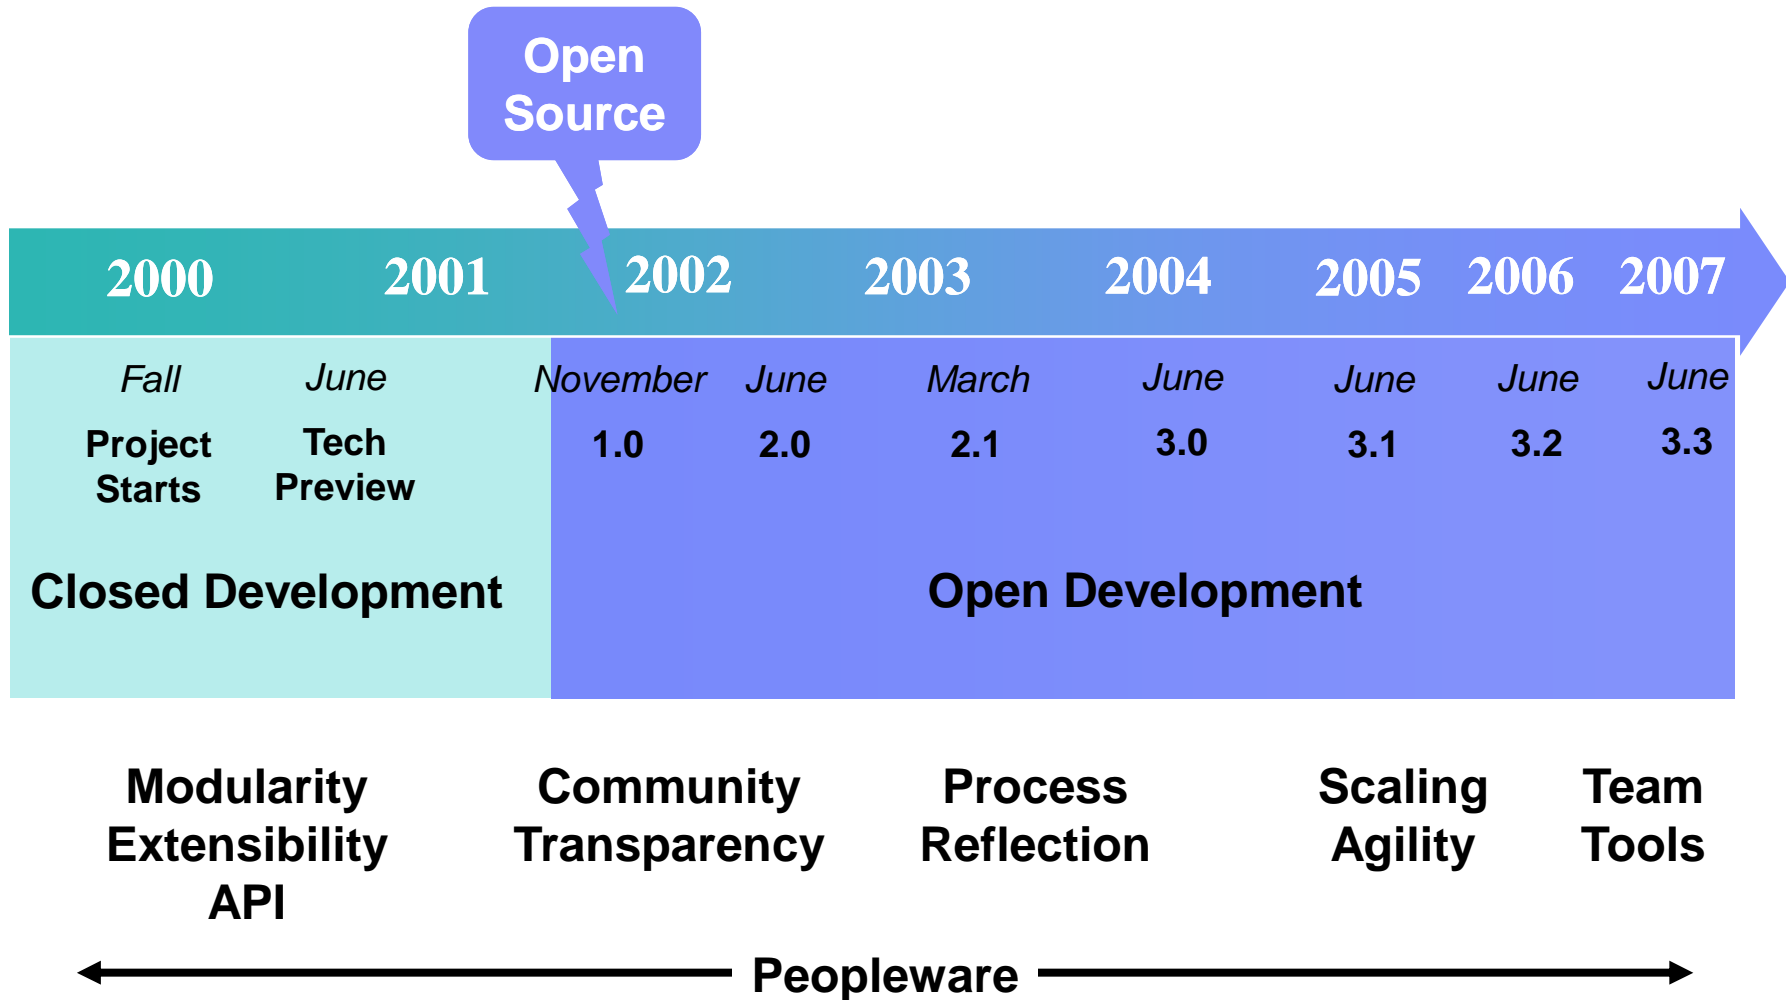 Open
Source
2000 2001 2002 2003 2004 2005 2006 2007
Fall June November June March June June June June
Project Starts Tech Preview 1.0 2.0 2.1 3.0 3.1 3.2 3.3
Closed Development Open Development
Modularity
Extensibility
API
Community
Transparency
Process
Reflection
Scaling
Agility
Team
Tools
Peopleware